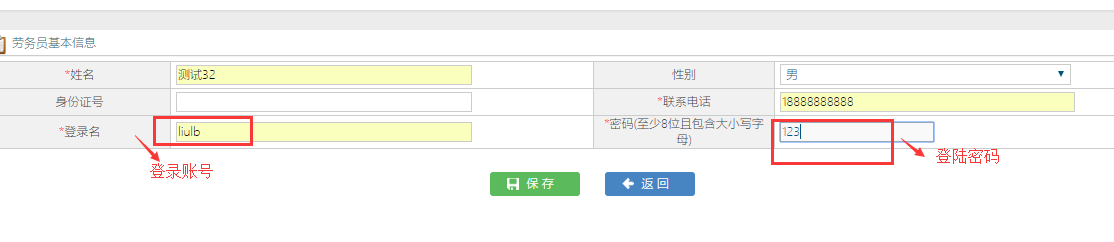 劳务员基本信息
*姓名 测试32 性别 男
身份证号 *联系电话 18888888888
*登录名 liulb *密码(至少8位且包含大小写字
母) 123
登录账号 登陆密码
保存 返回